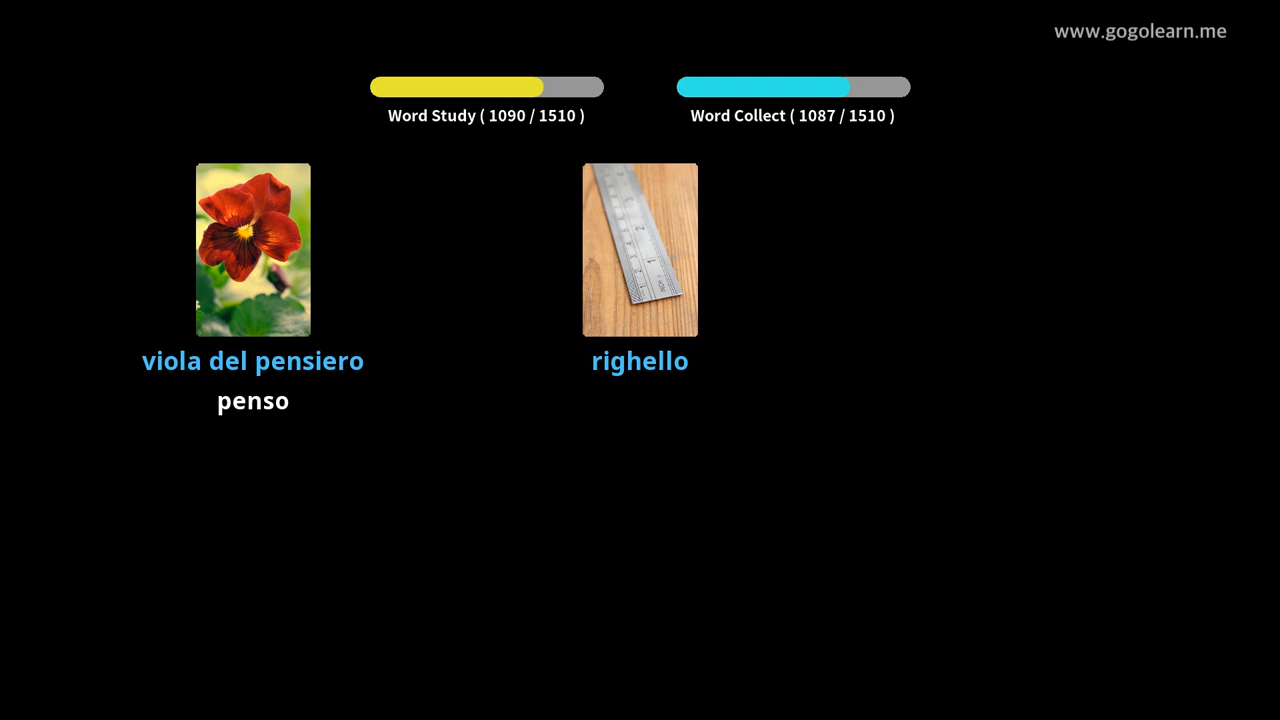 www.gogolearn.me
Word Study ( 1090 / 1510 )
Word Collect ( 1087 / 1510 )
viola del pensiero
penso
righello